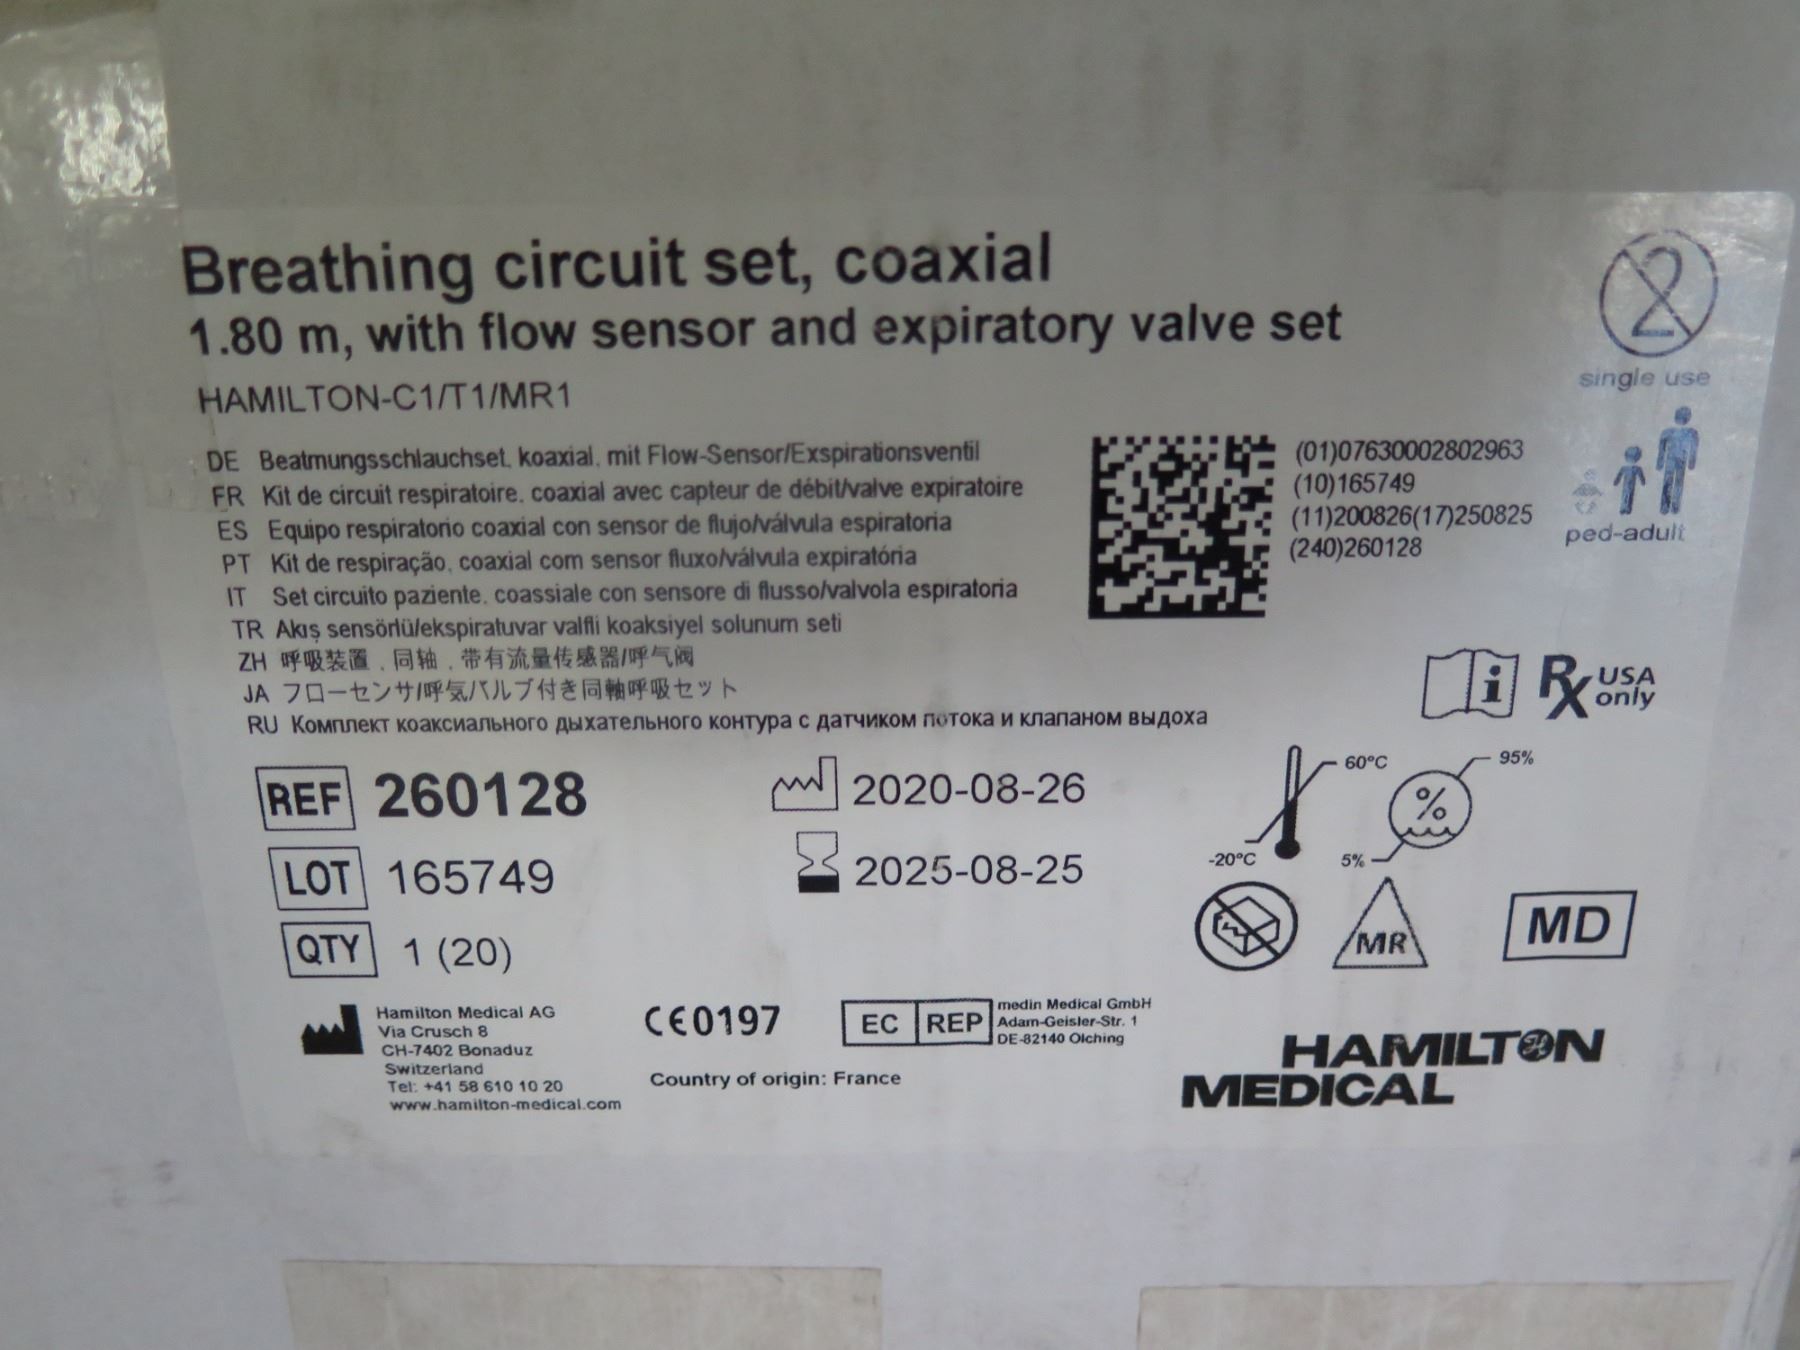 Breathing circuit set, coaxial
1.80 m, with flow sensor and expiratory valve set
HAMILTON-C1/T1/MR1
2
single use
DE Beatmungsschlauchset, koaxial, mit Flow-Sensor/Exspirationsventil
FR Kit de circuit respiratoire, coaxial avec capteur de débit/valve expiratoire
ES Equipo respiratorio coaxial con sensor de flujo/válvula espiratoria
PT Kit de respiração, coaxial com sensor fluxo/válvula expiratória
IT Set circuito paziente, coassiale con sensore di flusso/valvola espiratoria
TR Akış sensörlü/ekspiratuvar valfli koaksiyel solunum seti
ZH 呼吸装置，同轴，带有流量传感器/呼气阀
JA フローセンサ/呼気バルブ付き同軸呼吸セット
RU Комплект коаксиального дыхательного контура с датчиком потока и клапаном выдоха
(01)07630002802963
(10)165749
(11)200826(17)250825
(240)260128
ped-adult
i
Rx USA only
REF 260128
2020-08-26
60°C
-20°C
95%
%
5%
LOT 165749
2025-08-25
QTY 1 (20)
MR
MD
Hamilton Medical AG
Via Crusch 8
CH-7402 Bonaduz
Switzerland
Tel: +41 58 610 10 20
www.hamilton-medical.com
CE0197
EC REP
medin Medical GmbH
Adam-Geisler-Str. 1
DE-82140 Olching
Country of origin: France
HAMILTON
MEDICAL